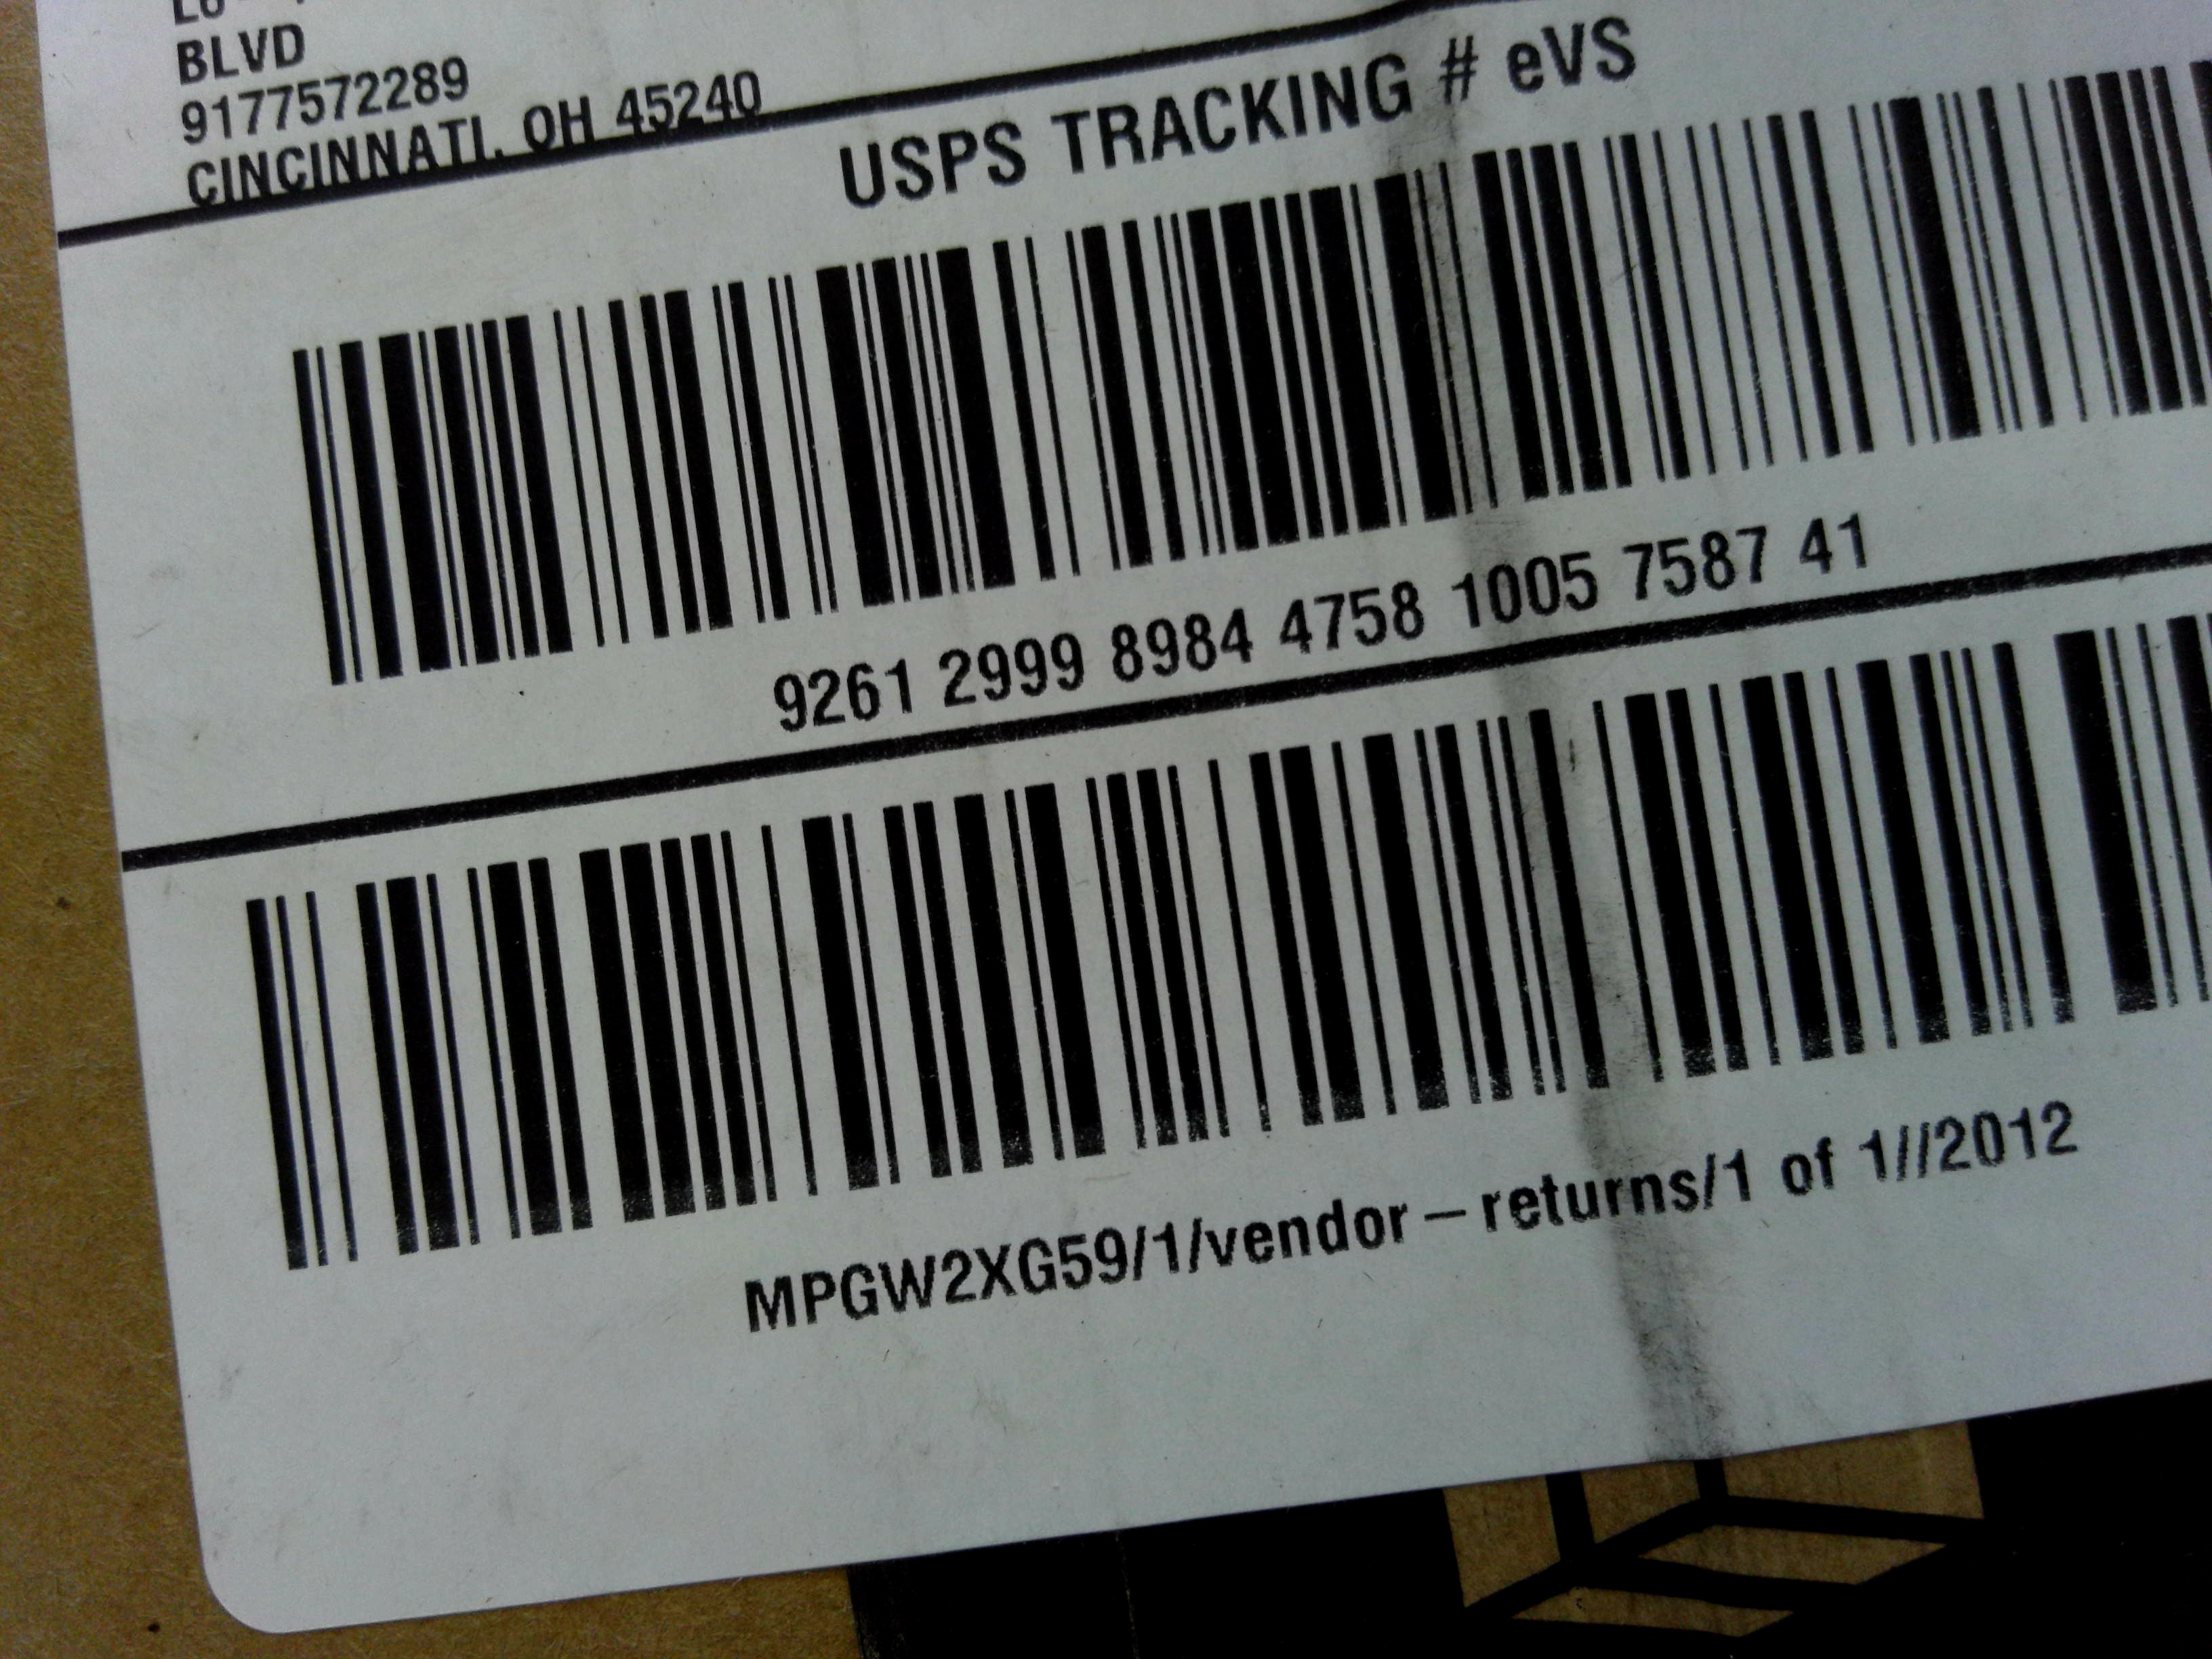 BLVD
9177572289
CINCINNATI, OH 45240
USPS TRACKING # eVS
9261 2999 8984 4758 1005 7587 41
MPGW2XG59/1/vendor – returns/1 of 1//2012